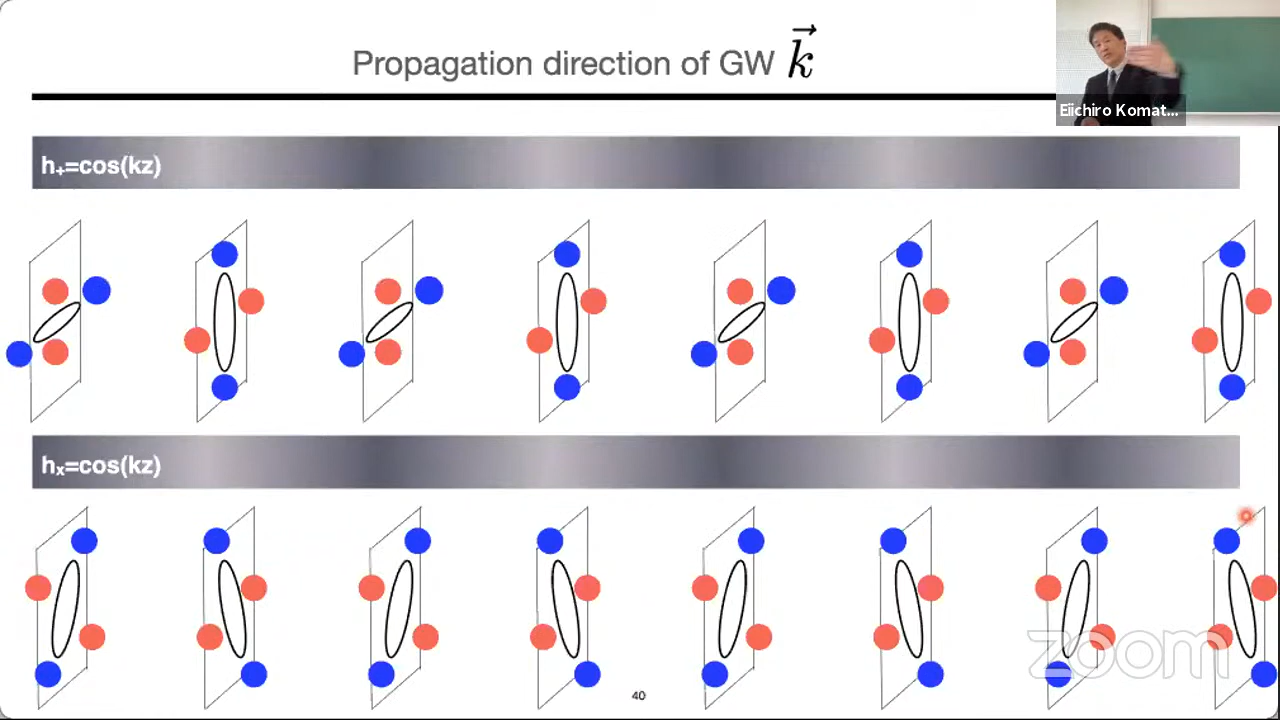 Propagation direction of GW k⃗
Eiichiro Komat...
h₊=cos(kz)
hₓ=cos(kz)
zoom
40